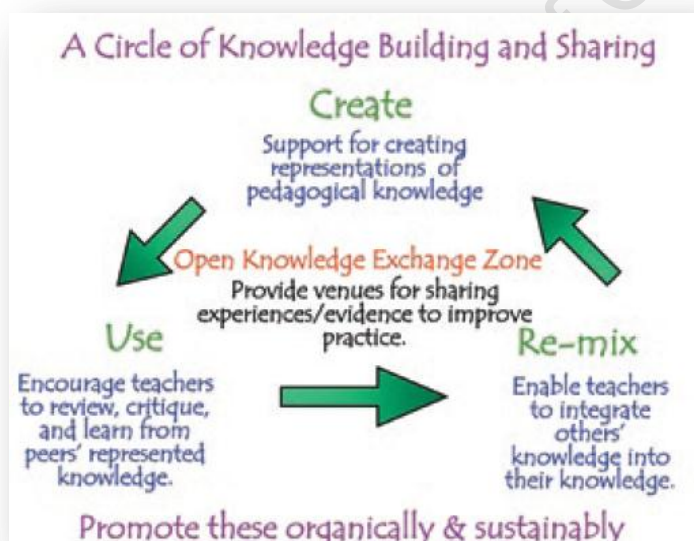 A Circle of Knowledge Building and Sharing
Create
Support for creating
representations of
pedagogical knowledge
Open Knowledge Exchange Zone
Provide venues for sharing
experiences/evidence to improve
practice.
Use
Encourage teachers
to review, critique,
and learn from
peers' represented
knowledge.
Re-mix
Enable teachers
to integrate
others'
knowledge into
their knowledge.
Promote these organically & sustainably